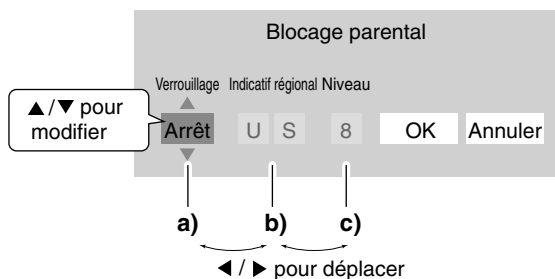 Blocage parental
Verrouillage Indicatif régional Niveau
▲/▼ pour
modifier
Arrêt U S 8 OK Annuler
a) b) c)
◀ / ▶ pour déplacer